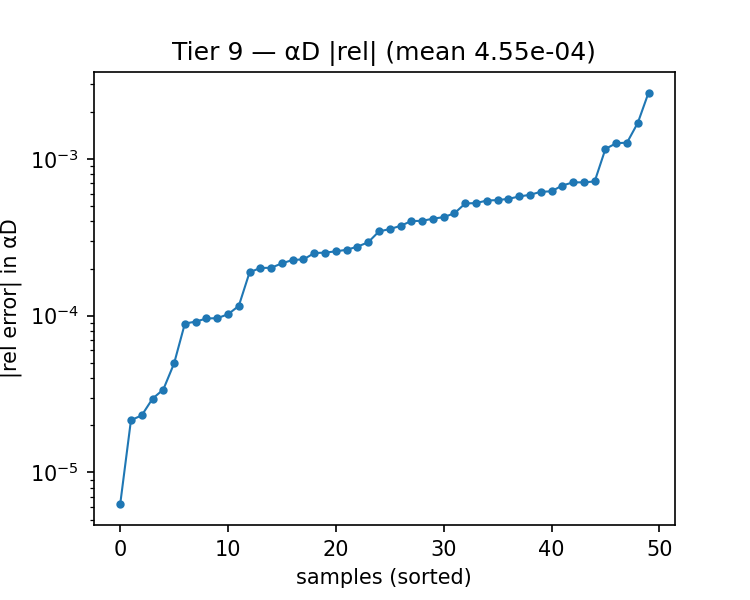 Tier 9 — αD |rel| (mean 4.55e-04)
|rel error| in αD
10⁻³
10⁻⁴
10⁻⁵
0 10 20 30 40 50
samples (sorted)